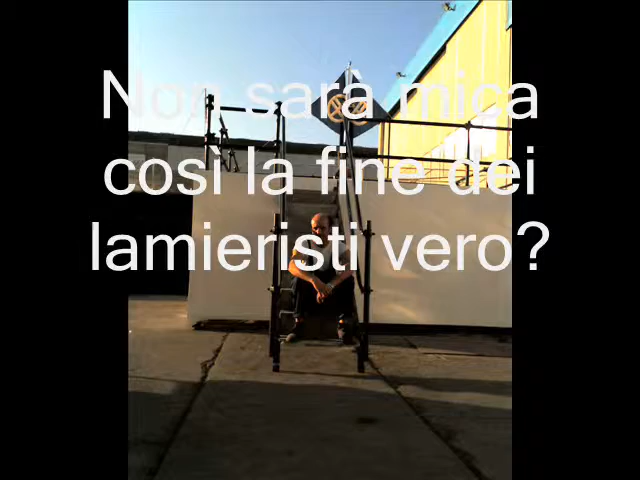 Non sarà mica
così la fine dei
lamieristi vero?